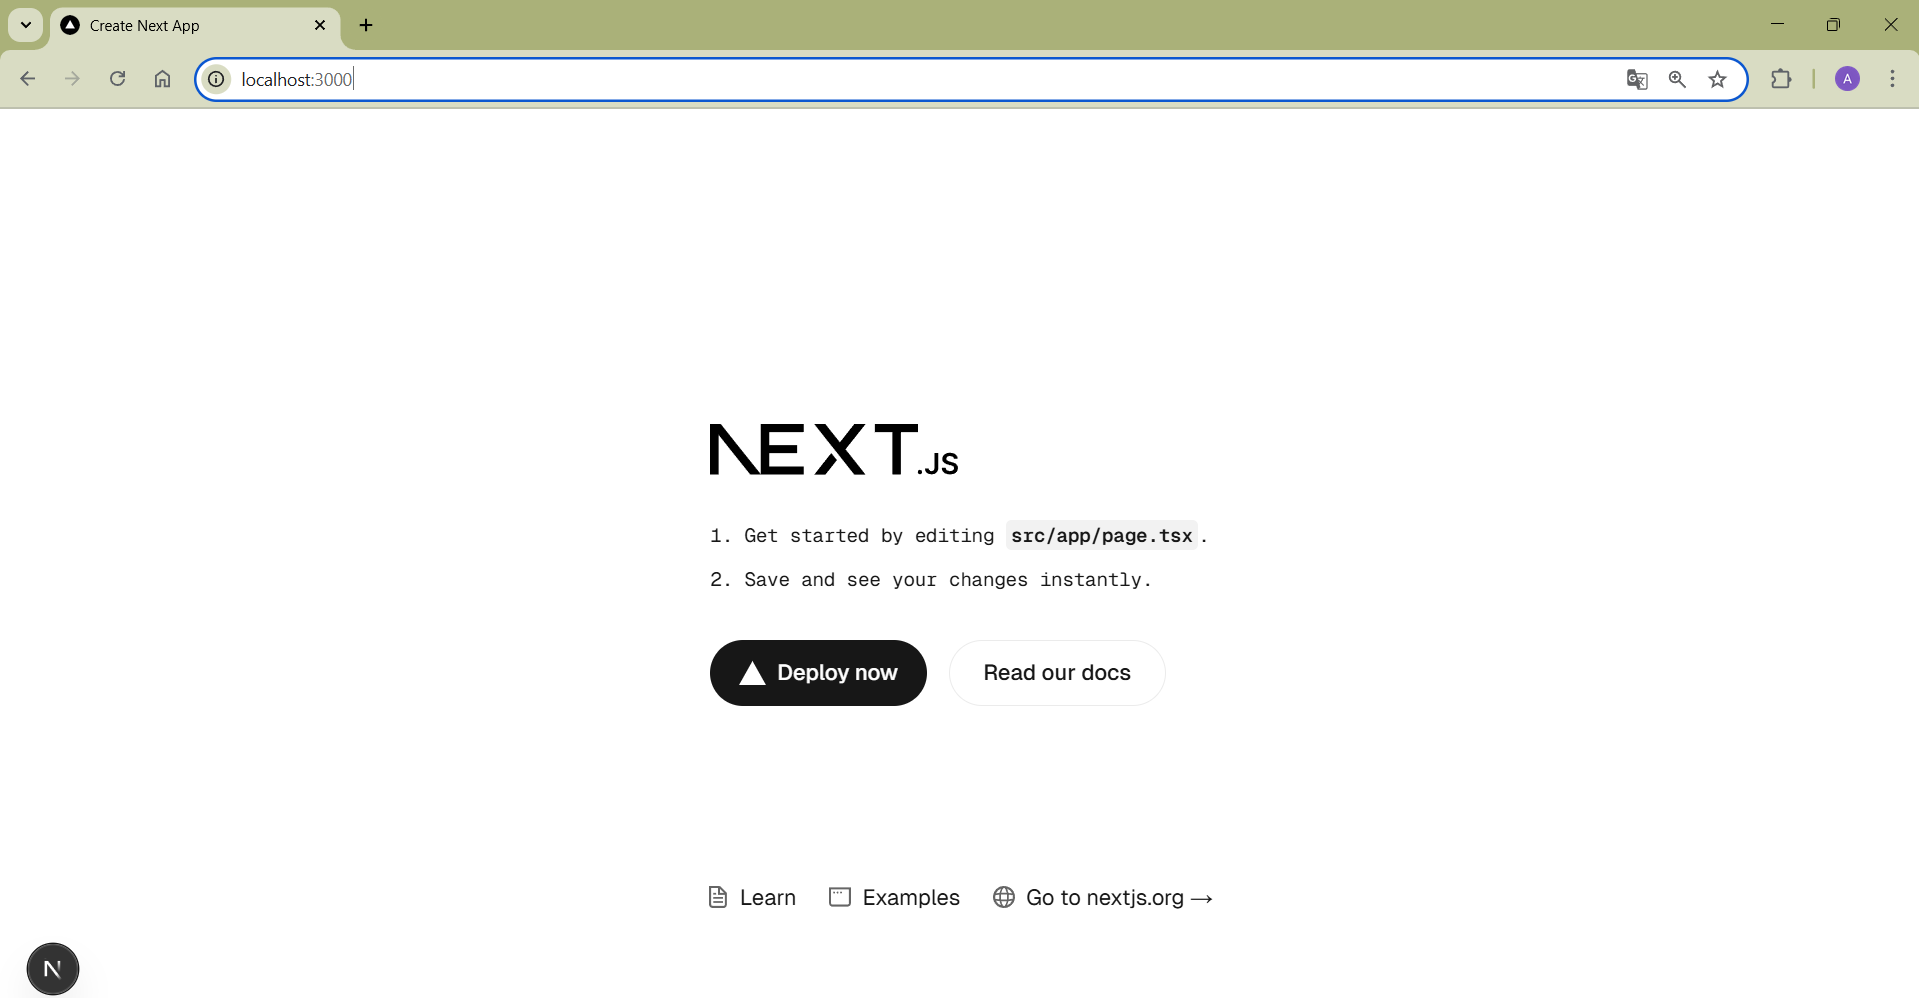 Create Next App
localhost:3000
A
NEXT.JS
1. Get started by editing src/app/page.tsx.
2. Save and see your changes instantly.
Deploy now
Read our docs
Learn
Examples
Go to nextjs.org →
N